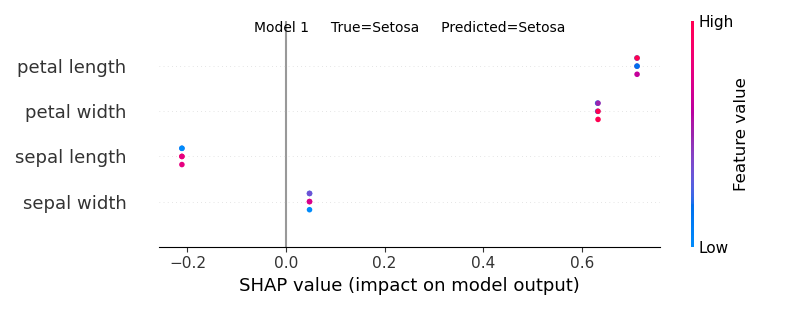 Model 1 True=Setosa Predicted=Setosa
High
petal length
petal width
sepal length
sepal width
Feature value
Low
−0.2 0.0 0.2 0.4 0.6
SHAP value (impact on model output)